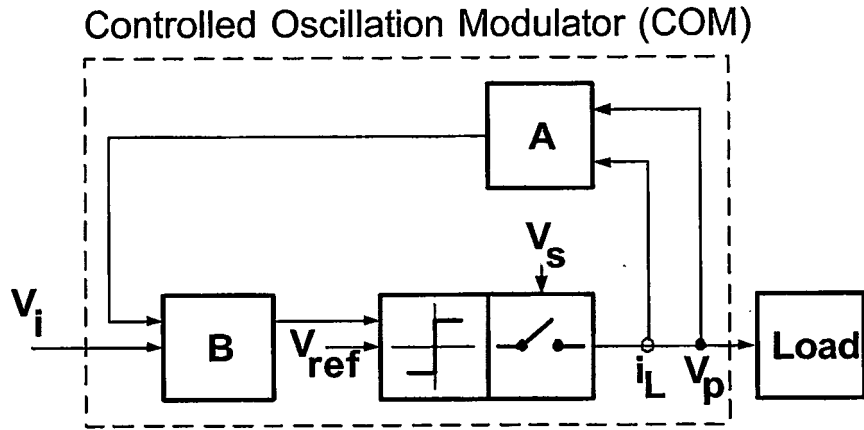 Controlled Oscillation Modulator (COM)
A
Vs
Vi
B
Vref
iL
Vp
Load